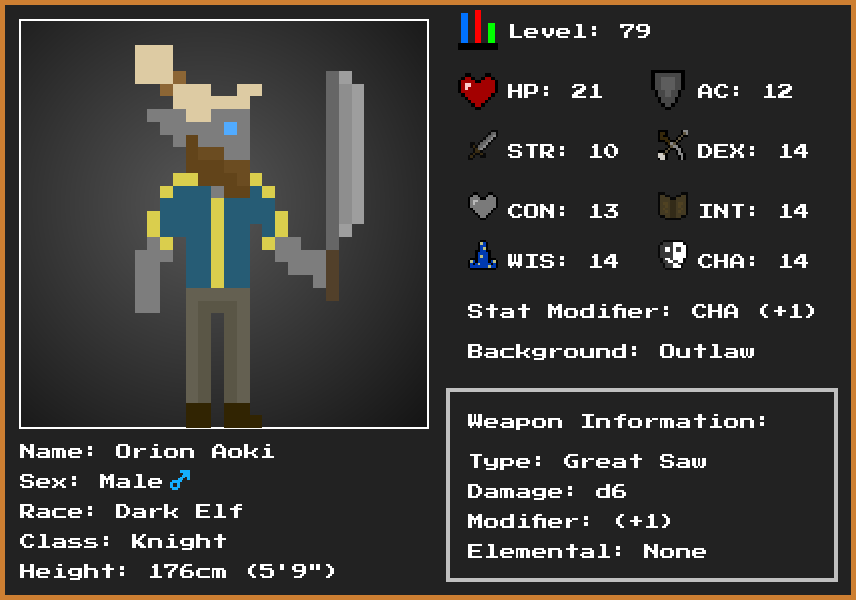 Level: 79
HP: 21 AC: 12
STR: 10 DEX: 14
CON: 13 INT: 14
WIS: 14 CHA: 14
Stat Modifier: CHA (+1)
Background: Outlaw
Weapon Information:
Type: Great Saw
Damage: d6
Modifier: (+1)
Elemental: None
Name: Orion Aoki
Sex: Male ♂
Race: Dark Elf
Class: Knight
Height: 176cm (5'9")